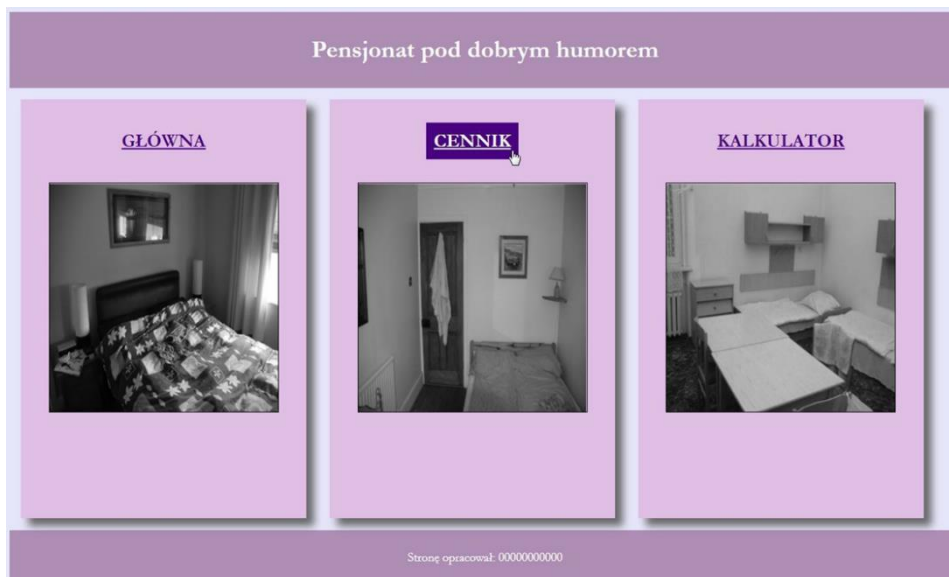 Pensjonat pod dobrym humorem
GŁÓWNA
CENNIK
KALKULATOR
Stronę opracował: 00000000000